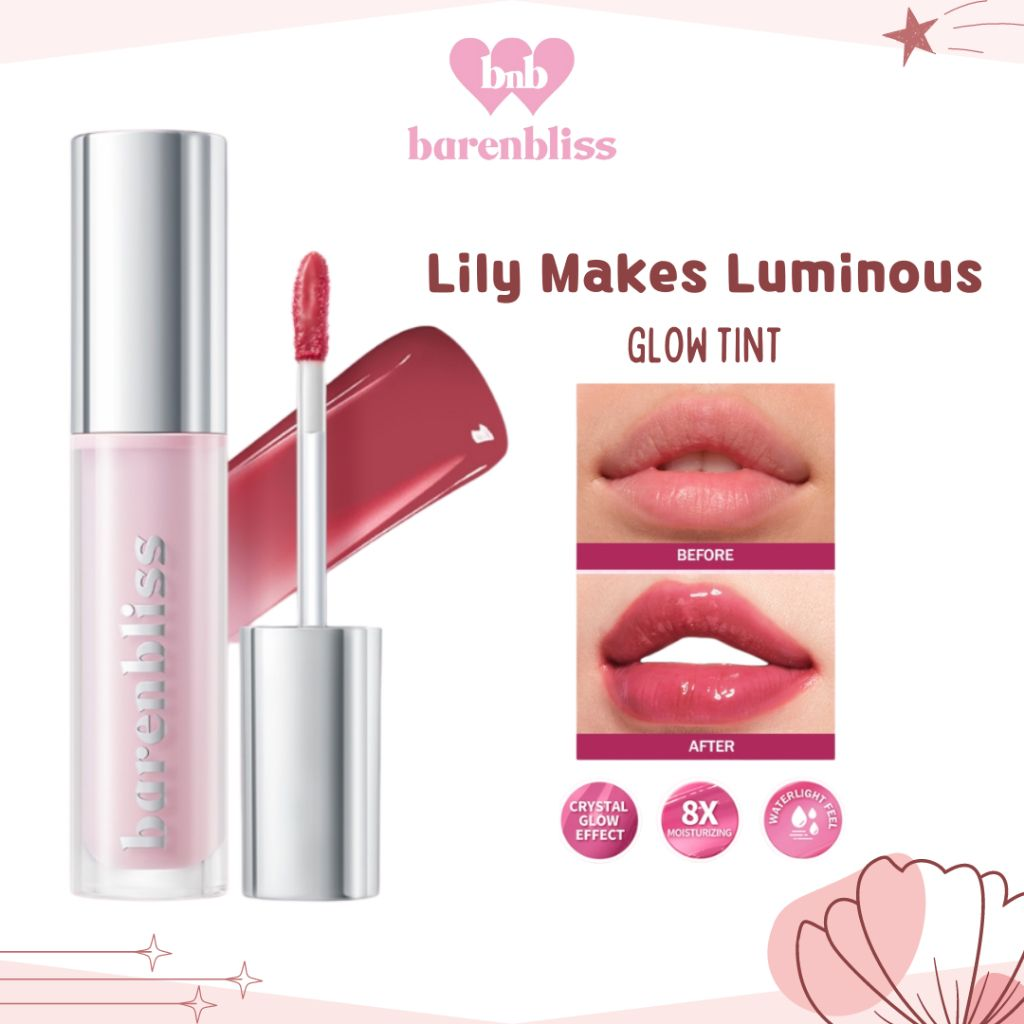 bnb
barenbliss
Lily Makes Luminous
GLOW TINT
barenbliss
BEFORE
AFTER
CRYSTAL
GLOW
EFFECT
8X
MOISTURIZING
WATERLIGHT FEEL